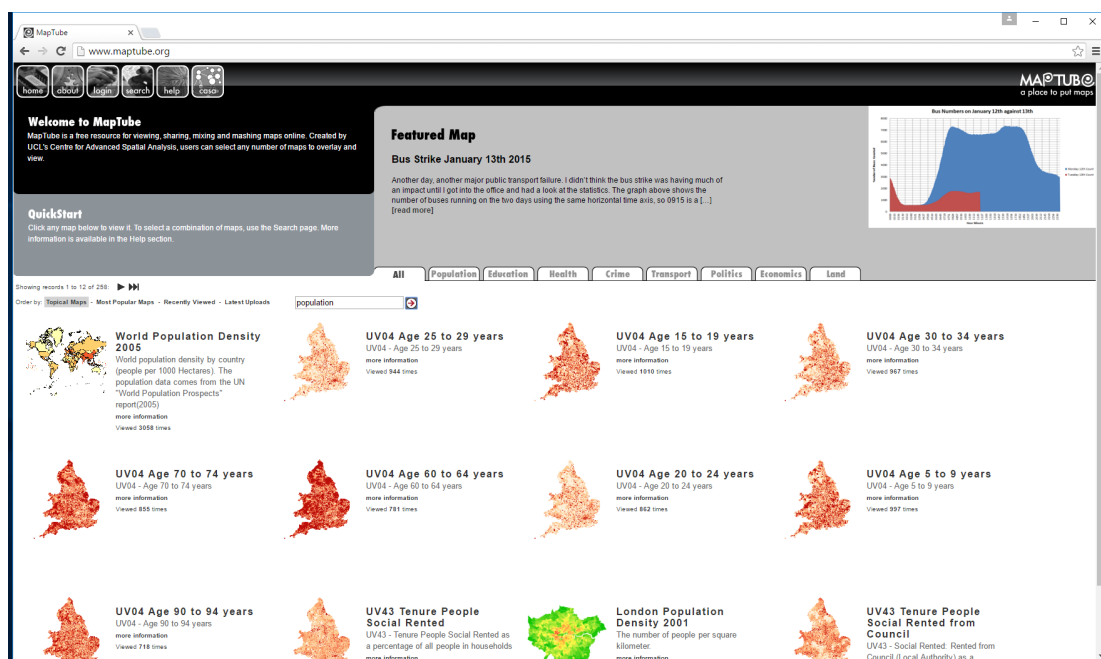 MapTube
www.maptube.org
home about login search help casa
MAPTUBE
a place to put maps
Welcome to MapTube
MapTube is a free resource for viewing, sharing, mixing and mashing maps online. Created by
UCL's Centre for Advanced Spatial Analysis, users can select any number of maps to overlay and
view.
QuickStart
Click any map below to view it. To select a combination of maps, use the Search page. More
information is available in the Help section.
Featured Map
Bus Strike January 13th 2015
Another day, another major public transport failure. I didn't think the bus strike was having much of
an impact until I got into the office and had a look at the statistics. The graph above shows the
number of buses running on the two days using the same horizontal time axis, so 0915 is a [...]
[read more]
Bus Numbers on January 12th against 13th
All Population Education Health Crime Transport Politics Economics Land
Showing records 1 to 12 of 258:
Order by: Topical Maps - Most Popular Maps - Recently Viewed - Latest Uploads
population
World Population Density
2005
World population density by country
(people per 1000 Hectares). The
population data comes from the UN
"World Population Prospects"
report(2005)
more information
Viewed 3058 times
UV04 Age 25 to 29 years
UV04 - Age 25 to 29 years
more information
Viewed 944 times
UV04 Age 15 to 19 years
UV04 - Age 15 to 19 years
more information
Viewed 1010 times
UV04 Age 30 to 34 years
UV04 - Age 30 to 34 years
more information
Viewed 967 times
UV04 Age 70 to 74 years
UV04 - Age 70 to 74 years
more information
Viewed 855 times
UV04 Age 60 to 64 years
UV04 - Age 60 to 64 years
more information
Viewed 781 times
UV04 Age 20 to 24 years
UV04 - Age 20 to 24 years
more information
Viewed 862 times
UV04 Age 5 to 9 years
UV04 - Age 5 to 9 years
more information
Viewed 997 times
UV04 Age 90 to 94 years
UV04 - Age 90 to 94 years
more information
Viewed 718 times
UV43 Tenure People
Social Rented
UV43 - Tenure People Social Rented as
a percentage of all people in households
more information
London Population
Density 2001
The number of people per square
kilometer.
more information
UV43 Tenure People
Social Rented from
Council
UV43 - Social Rented: Rented from
Council (Local Authority) as a